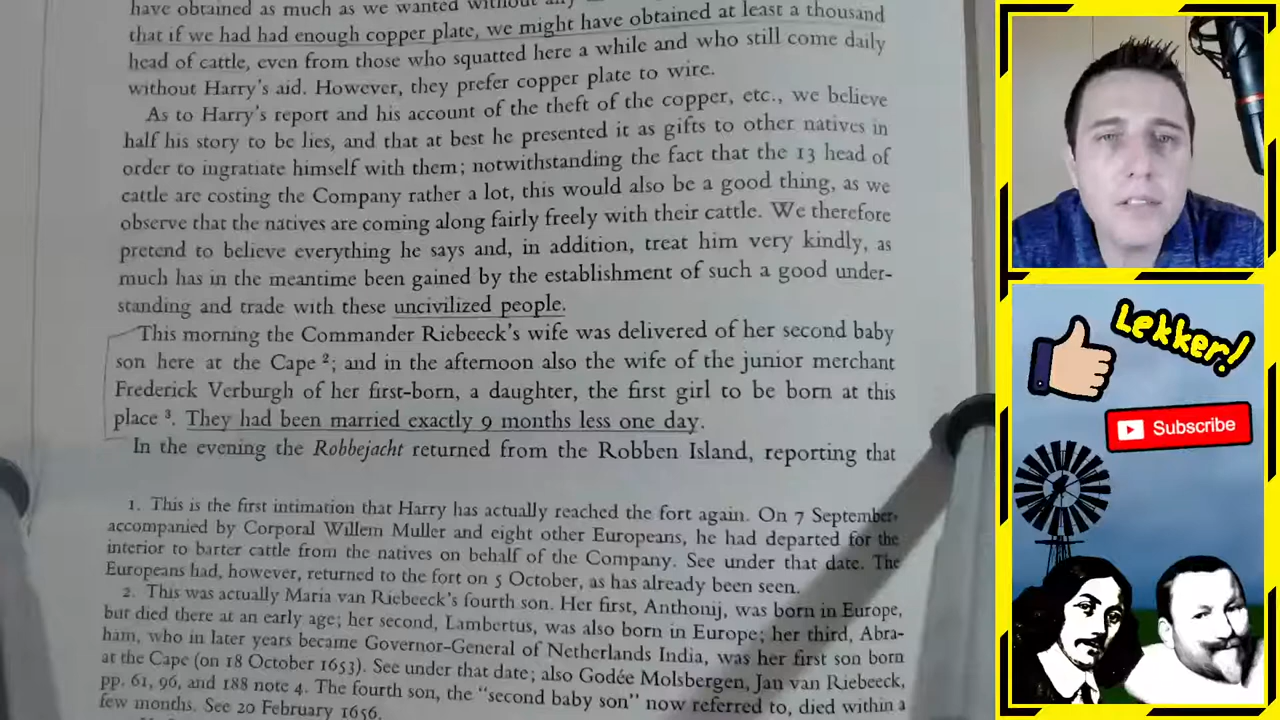 have obtained as much as we wanted without any
that if we had had enough copper plate, we might have obtained at least a thousand
head of cattle, even from those who squatted here a while and who still come daily
without Harry's aid. However, they prefer copper plate to wire.
As to Harry's report and his account of the theft of the copper, etc., we believe
half his story to be lies, and that at best he presented it as gifts to other natives in
order to ingratiate himself with them; notwithstanding the fact that the 13 head of
cattle are costing the Company rather a lot, this would also be a good thing, as we
observe that the natives are coming along fairly freely with their cattle. We therefore
pretend to believe everything he says and, in addition, treat him very kindly, as
much has in the meantime been gained by the establishment of such a good under-
standing and trade with these uncivilized people.
This morning the Commander Riebeeck's wife was delivered of her second baby
son here at the Cape ²; and in the afternoon also the wife of the junior merchant
Frederick Verburgh of her first-born, a daughter, the first girl to be born at this
place ³. They had been married exactly 9 months less one day.
In the evening the Robbejacht returned from the Robben Island, reporting that
1. This is the first intimation that Harry has actually reached the fort again. On 7 September,
accompanied by Corporal Willem Muller and eight other Europeans, he had departed for the
interior to barter cattle from the natives on behalf of the Company. See under that date. The
Europeans had, however, returned to the fort on 5 October, as has already been seen.
2. This was actually Maria van Riebeeck's fourth son. Her first, Anthonij, was born in Europe,
but died there at an early age; her second, Lambertus, was also born in Europe; her third, Abra-
ham, who in later years became Governor-General of Netherlands India, was her first son born
at the Cape (on 18 October 1653). See under that date; also Godée Molsbergen, Jan van Riebeeck,
pp. 61, 96, and 188 note 4. The fourth son, the "second baby son" now referred to, died within a
few months. See 20 February 1656.
Lekker!
Subscribe